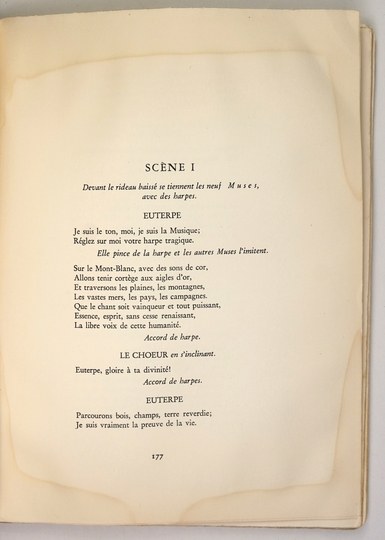 SCÈNE I
Devant le rideau baissé se tiennent les neuf Muses,
avec des harpes.
EUTERPE
Je suis le ton, moi, je suis la Musique;
Réglez sur moi votre harpe tragique.
Elle pince de la harpe et les autres Muses l'imitent.
Sur le Mont-Blanc, avec des sons de cor,
Allons tenir cortège aux aigles d'or,
Et traversons les plaines, les montagnes,
Les vastes mers, les pays, les campagnes.
Que le chant soit vainqueur et tout puissant,
Essence, esprit, sans cesse renaissant,
La libre voix de cette humanité.
Accord de harpe.
LE CHOEUR en s'inclinant.
Euterpe, gloire à ta divinité!
Accord de harpes.
EUTERPE
Parcourons bois, champs, terre reverdie;
Je suis vraiment la preuve de la vie.
177